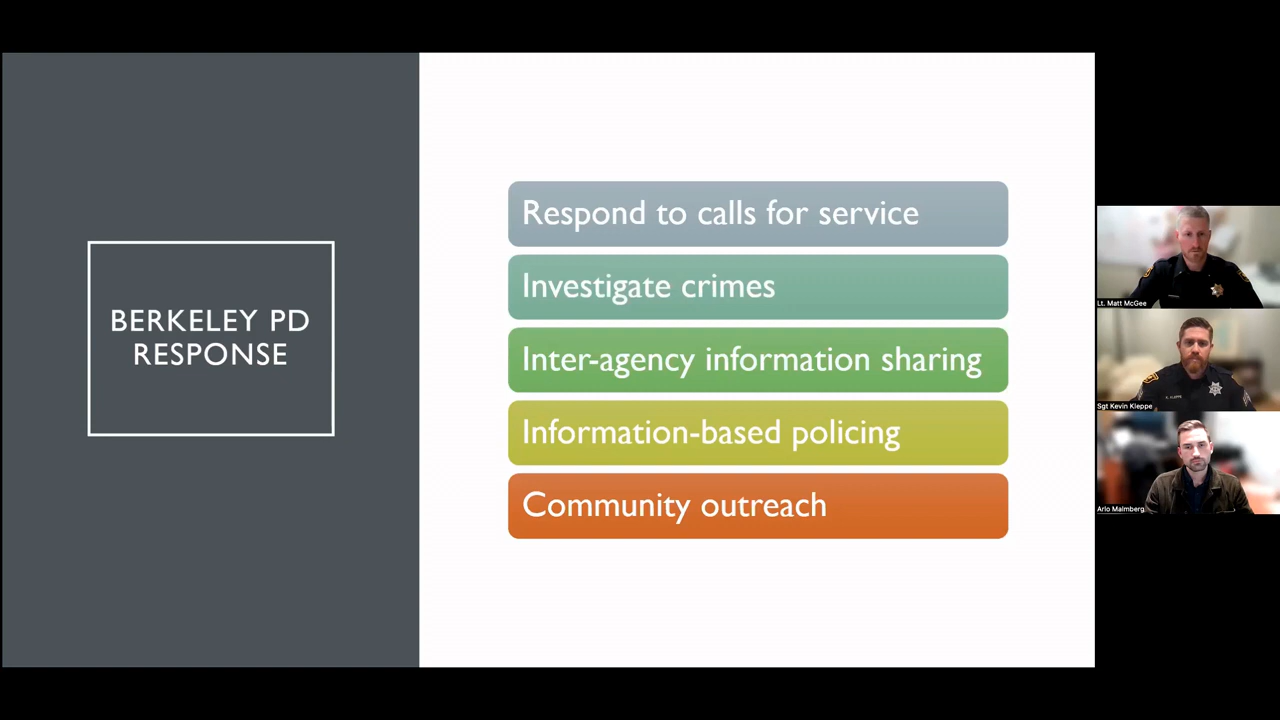 BERKELEY PD
RESPONSE
Respond to calls for service
Investigate crimes
Inter-agency information sharing
Information-based policing
Community outreach
Lt. Matt McGee
Sgt Kevin Kleppe
Arlo Malmberg